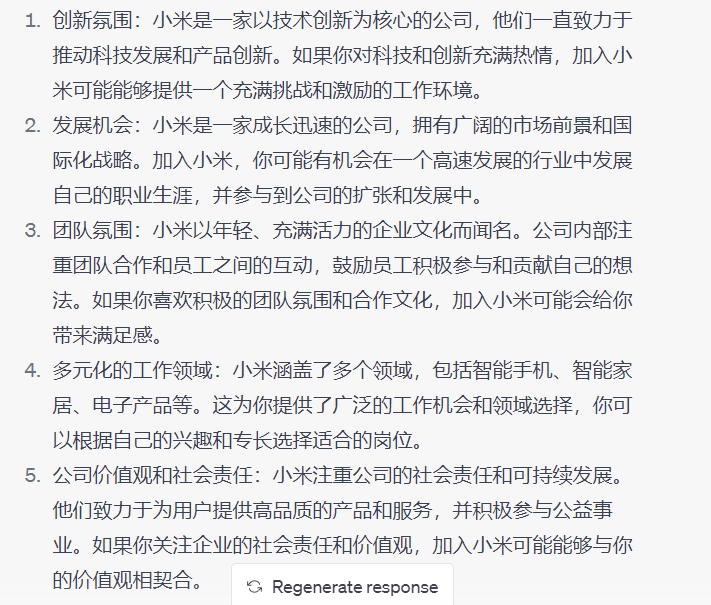 1. 创新氛围：小米是一家以技术创新为核心的公司，他们一直致力于
推动科技发展和产品创新。如果你对科技和创新充满热情，加入小
米可能能够提供一个充满挑战和激励的工作环境。
2. 发展机会：小米是一家成长迅速的公司，拥有广阔的市场前景和国
际化战略。加入小米，你可能有机会在一个高速发展的行业中发展
自己的职业生涯，并参与到公司的扩张和发展中。
3. 团队氛围：小米以年轻、充满活力的企业文化而闻名。公司内部注
重团队合作和员工之间的互动，鼓励员工积极参与和贡献自己的想
法。如果你喜欢积极的团队氛围和合作文化，加入小米可能会给你
带来满足感。
4. 多元化的工作领域：小米涵盖了多个领域，包括智能手机、智能家
居、电子产品等。这为你提供了广泛的工作机会和领域选择，你可
以根据自己的兴趣和专长选择适合的岗位。
5. 公司价值观和社会责任：小米注重公司的社会责任和可持续发展。
他们致力于为用户提供高品质的产品和服务，并积极参与公益事
业。如果你关注企业的社会责任和价值观，加入小米可能能够与你
的价值观相契合。
Regenerate response